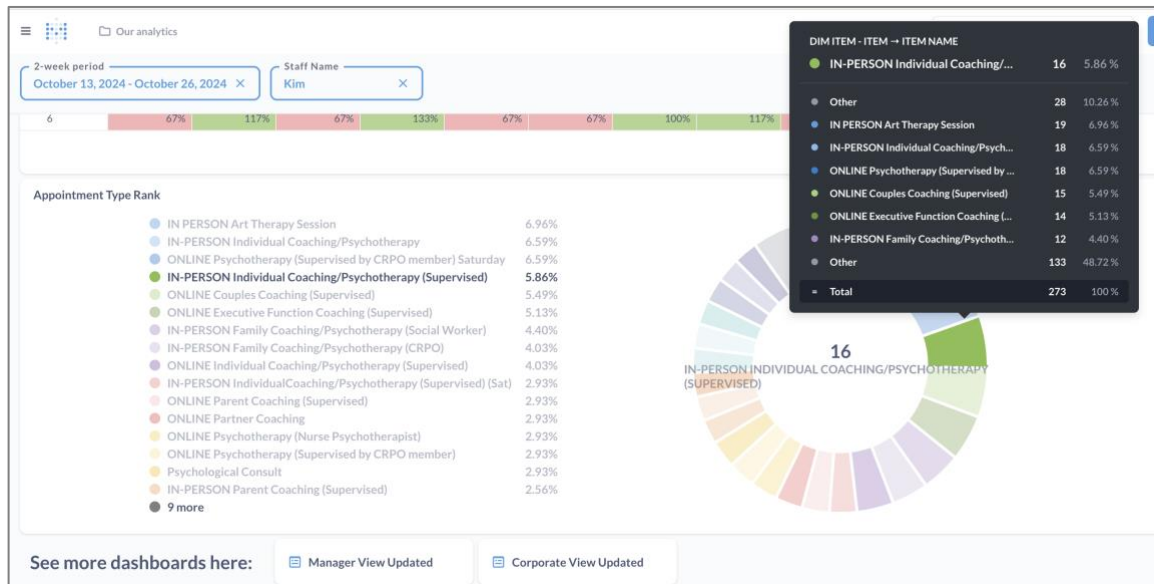 Our analytics
2-week period
October 13, 2024 - October 26, 2024 ×
Staff Name
Kim ×
6 67% 117% 67% 133% 67% 67% 100% 117%
DIM ITEM - ITEM → ITEM NAME
IN-PERSON Individual Coaching/... 16 5.86 %
Other 28 10.26 %
IN PERSON Art Therapy Session 19 6.96 %
IN-PERSON Individual Coaching/Psych... 18 6.59 %
ONLINE Psychotherapy (Supervised by ... 18 6.59 %
ONLINE Couples Coaching (Supervised) 15 5.49 %
ONLINE Executive Function Coaching (... 14 5.13 %
IN-PERSON Family Coaching/Psychoth... 12 4.40 %
Other 133 48.72 %
= Total 273 100 %
Appointment Type Rank
IN PERSON Art Therapy Session 6.96%
IN-PERSON Individual Coaching/Psychotherapy 6.59%
ONLINE Psychotherapy (Supervised by CRPO member) Saturday 6.59%
IN-PERSON Individual Coaching/Psychotherapy (Supervised) 5.86%
ONLINE Couples Coaching (Supervised) 5.49%
ONLINE Executive Function Coaching (Supervised) 5.13%
IN-PERSON Family Coaching/Psychotherapy (Social Worker) 4.40%
IN-PERSON Family Coaching/Psychotherapy (CRPO) 4.03%
ONLINE Individual Coaching/Psychotherapy (Supervised) 4.03%
IN-PERSON IndividualCoaching/Psychotherapy (Supervised) (Sat) 2.93%
ONLINE Parent Coaching (Supervised) 2.93%
ONLINE Partner Coaching 2.93%
ONLINE Psychotherapy (Nurse Psychotherapist) 2.93%
ONLINE Psychotherapy (Supervised by CRPO member) 2.93%
Psychological Consult 2.93%
IN-PERSON Parent Coaching (Supervised) 2.56%
9 more
16
IN-PERSON INDIVIDUAL COACHING/PSYCHOTHERAPY
(SUPERVISED)
See more dashboards here:
Manager View Updated
Corporate View Updated